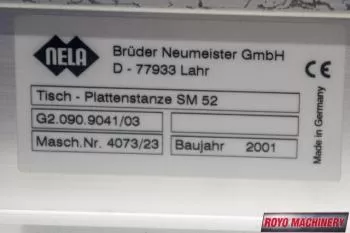 NELA
Brüder Neumeister GmbH
D - 77933 Lahr
CE
Tisch - Plattenstanze SM 52
G2.090.9041/03
Masch.Nr. 4073/23 Baujahr 2001
Made in Germany
ROYO MACHINERY